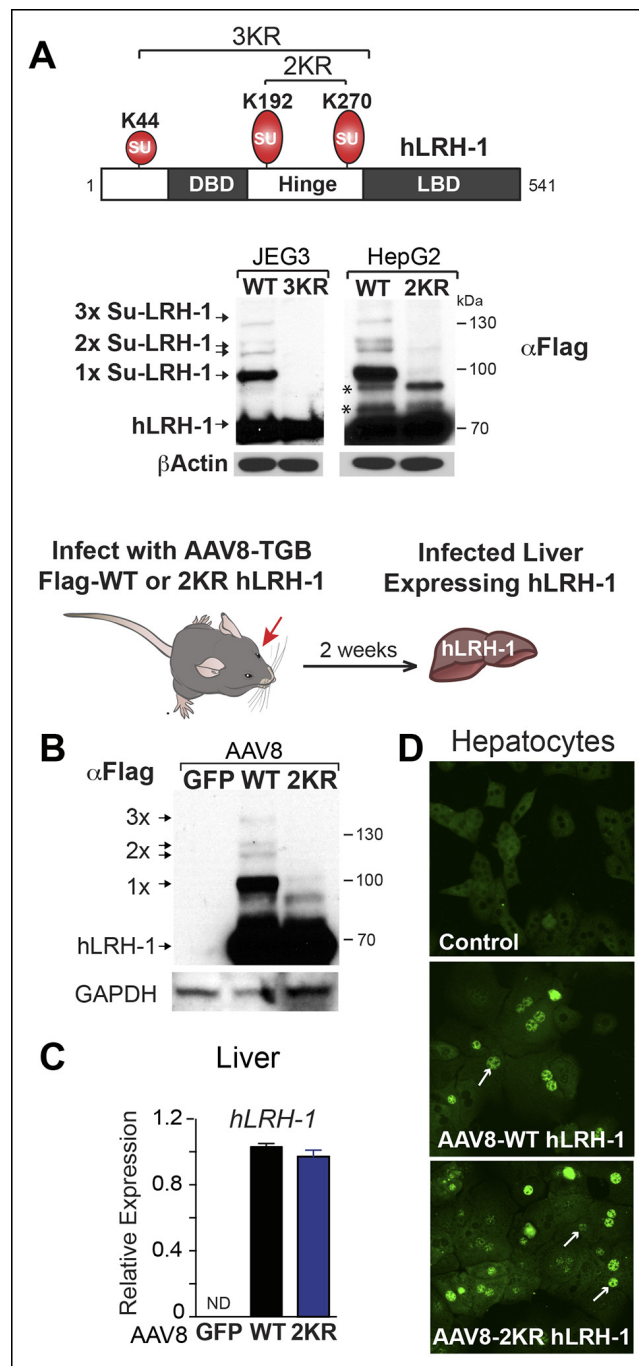 A
3KR
2KR
K44
K192
K270
SU
SU
SU
hLRH-1
1
DBD
Hinge
LBD
541
JEG3
HepG2
WT 3KR
WT 2KR
kDa
3x Su-LRH-1
130
2x Su-LRH-1
αFlag
1x Su-LRH-1
100
*
*
hLRH-1
70
βActin
Infect with AAV8-TGB
Flag-WT or 2KR hLRH-1
Infected Liver
Expressing hLRH-1
2 weeks
hLRH-1
B
AAV8
αFlag
GFP WT 2KR
3x
130
2x
1x
100
hLRH-1
70
GAPDH
C
Liver
hLRH-1
Relative Expression
1.2
0.8
0.4
0
ND
AAV8
GFP WT 2KR
D
Hepatocytes
Control
AAV8-WT hLRH-1
AAV8-2KR hLRH-1